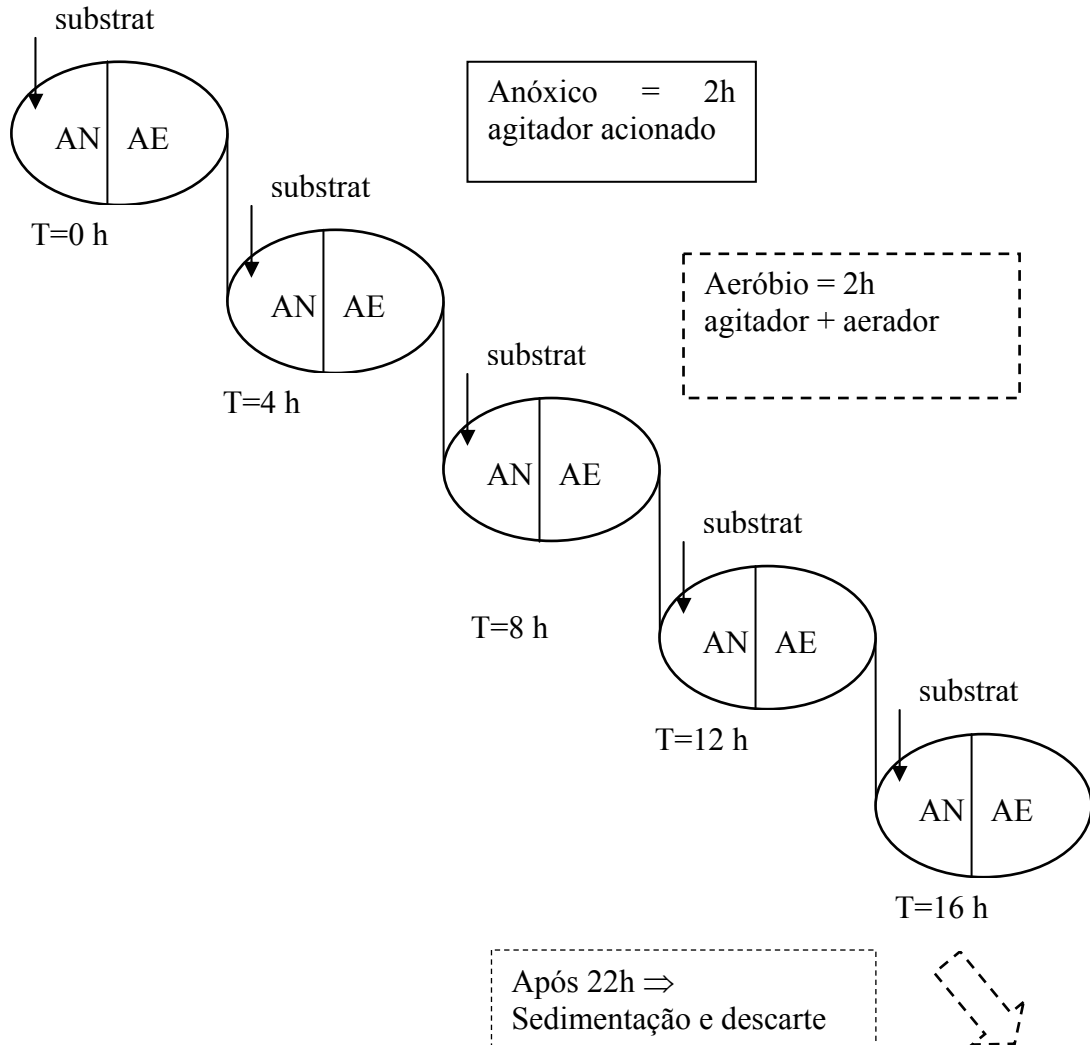 substrat
AN AE
T=0 h
Anóxico = 2h
agitador acionado
substrat
AN AE
T=4 h
Aeróbio = 2h
agitador + aerador
substrat
AN AE
T=8 h
substrat
AN AE
T=12 h
substrat
AN AE
T=16 h
Após 22h ⇒
Sedimentação e descarte